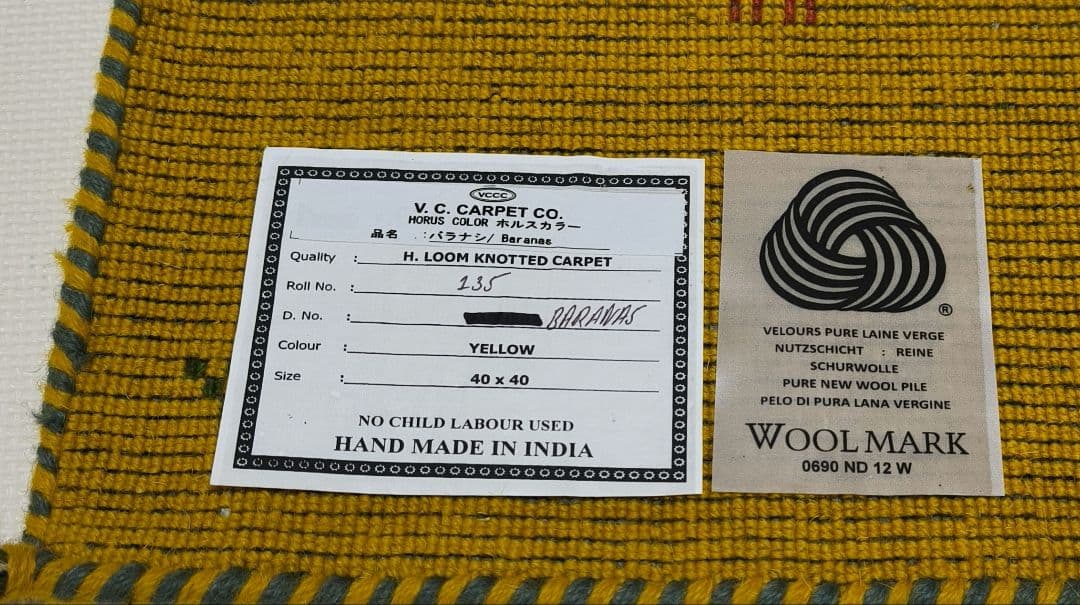 VCCC
V. C. CARPET CO.
HORUS COLOR ホルスカラー
品名 .:バラナシ/ Baranas
Quality : H. LOOM KNOTTED CARPET
Roll No. : 135
D. No. : BARANAS
Colour : YELLOW
Size : 40 x 40
NO CHILD LABOUR USED
HAND MADE IN INDIA
®
VELOURS PURE LAINE VERGE
NUTZSCHICHT : REINE
SCHURWOLLE
PURE NEW WOOL PILE
PELO DI PURA LANA VERGINE
WOOLMARK
0690 ND 12 W